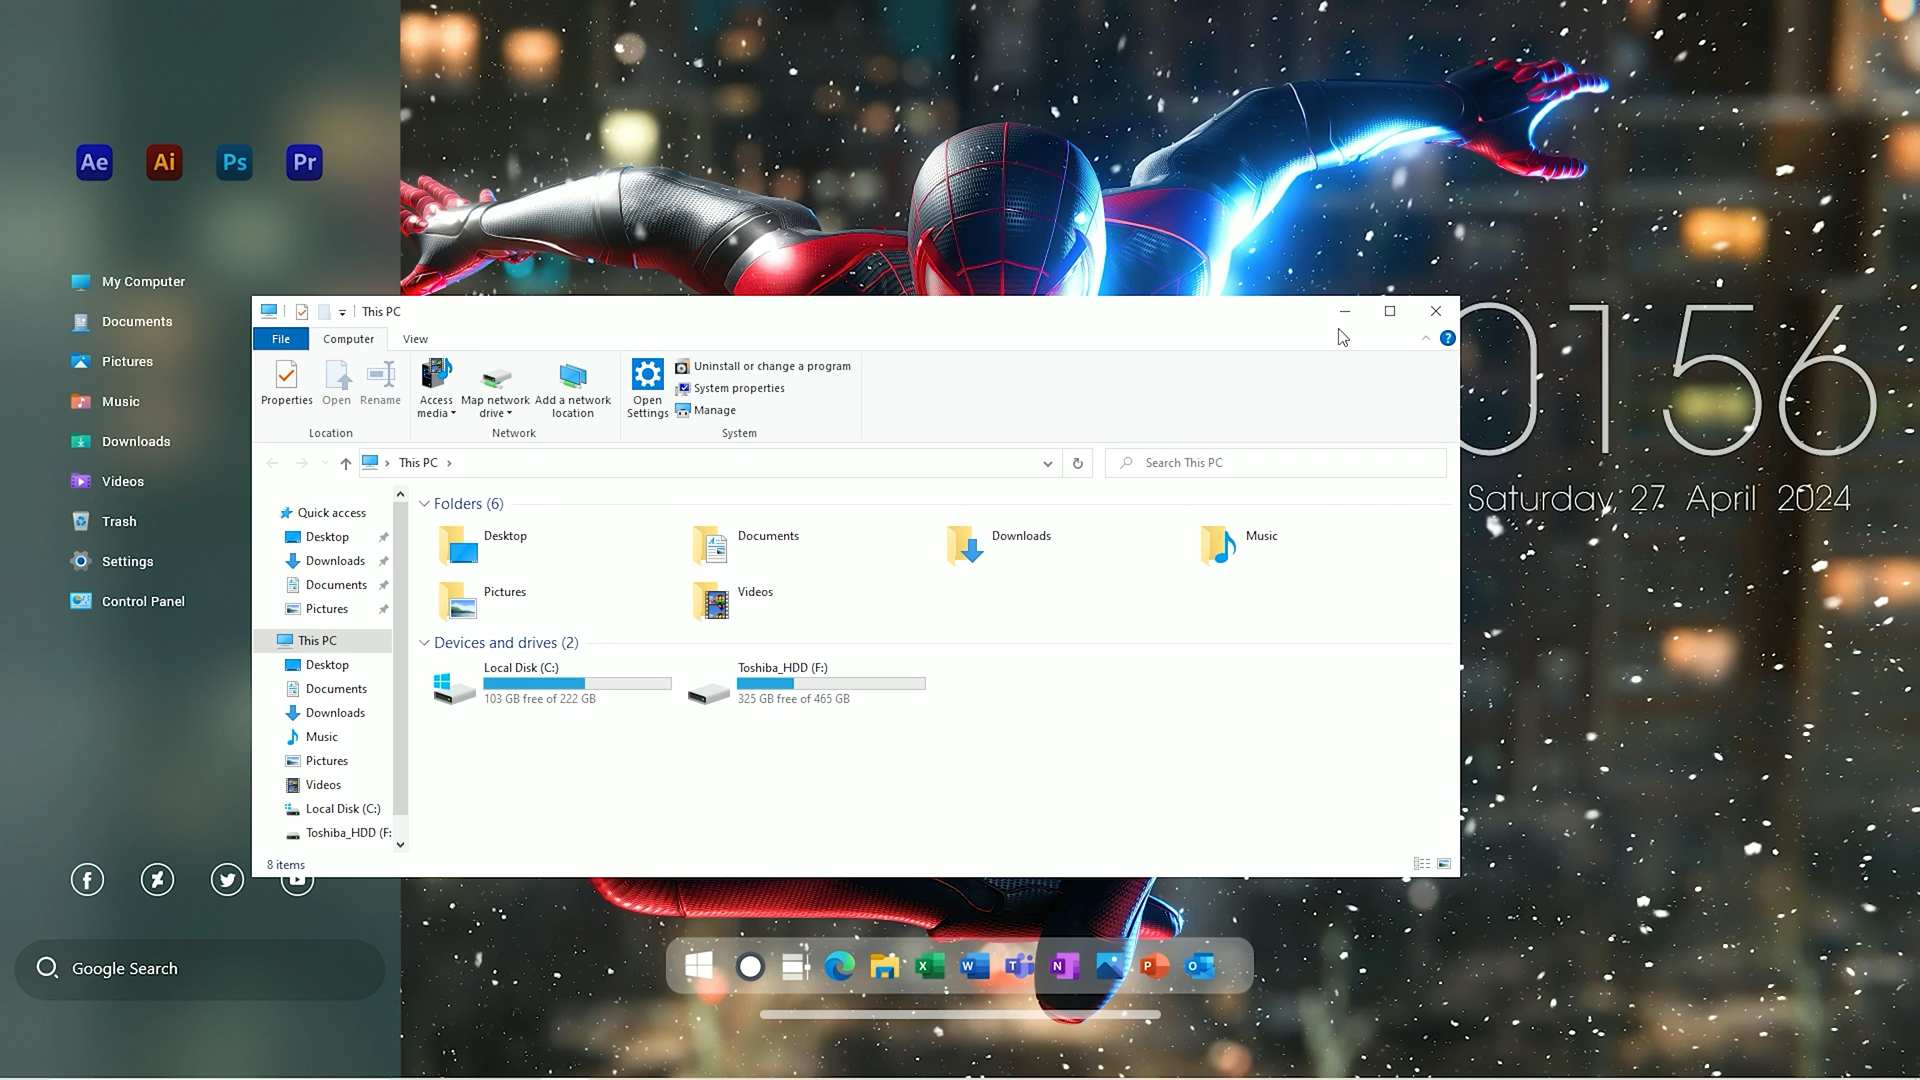 Ae Ai Ps Pr
My Computer
Documents
Pictures
Music
Downloads
Videos
Trash
Settings
Control Panel
Google Search
This PC
File Computer View
Properties Open Rename
Location
Access media Map network drive Add a network location
Network
Open Settings
Uninstall or change a program
System properties
Manage
System
This PC
Search This PC
Quick access
Desktop
Downloads
Documents
Pictures
This PC
Desktop
Documents
Downloads
Music
Pictures
Videos
Local Disk (C:)
Toshiba_HDD (F:
8 items
Folders (6)
Desktop Documents Downloads Music
Pictures Videos
Devices and drives (2)
Local Disk (C:)
103 GB free of 222 GB
Toshiba_HDD (F:)
325 GB free of 465 GB
0156
Saturday, 27 April 2024